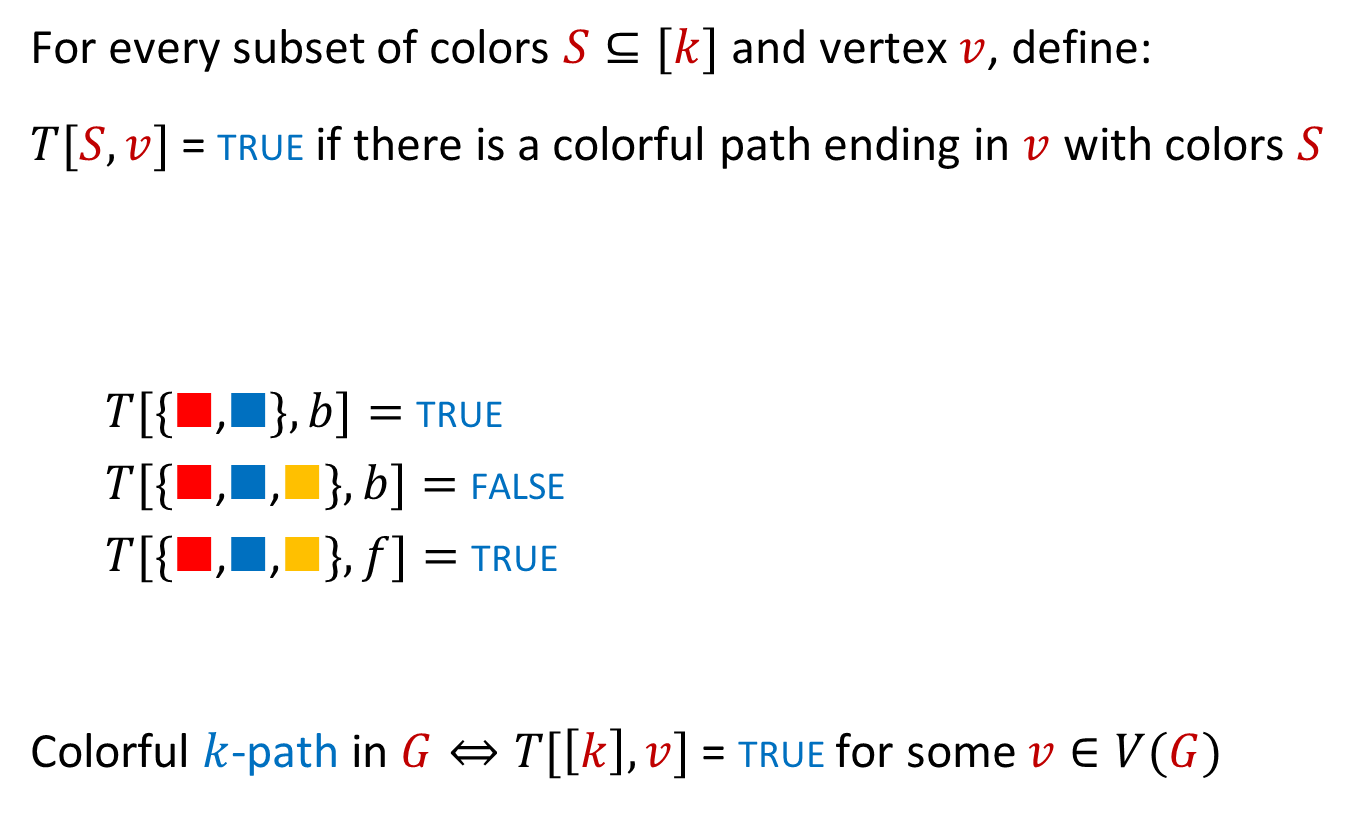 For every subset of colors S ⊆ [k] and vertex v, define:
T[S, v] = TRUE if there is a colorful path ending in v with colors S
T[{■,■}, b] = TRUE
T[{■,■,■}, b] = FALSE
T[{■,■,■}, f] = TRUE
Colorful k-path in G ⇔ T[[k], v] = TRUE for some v ∈ V(G)